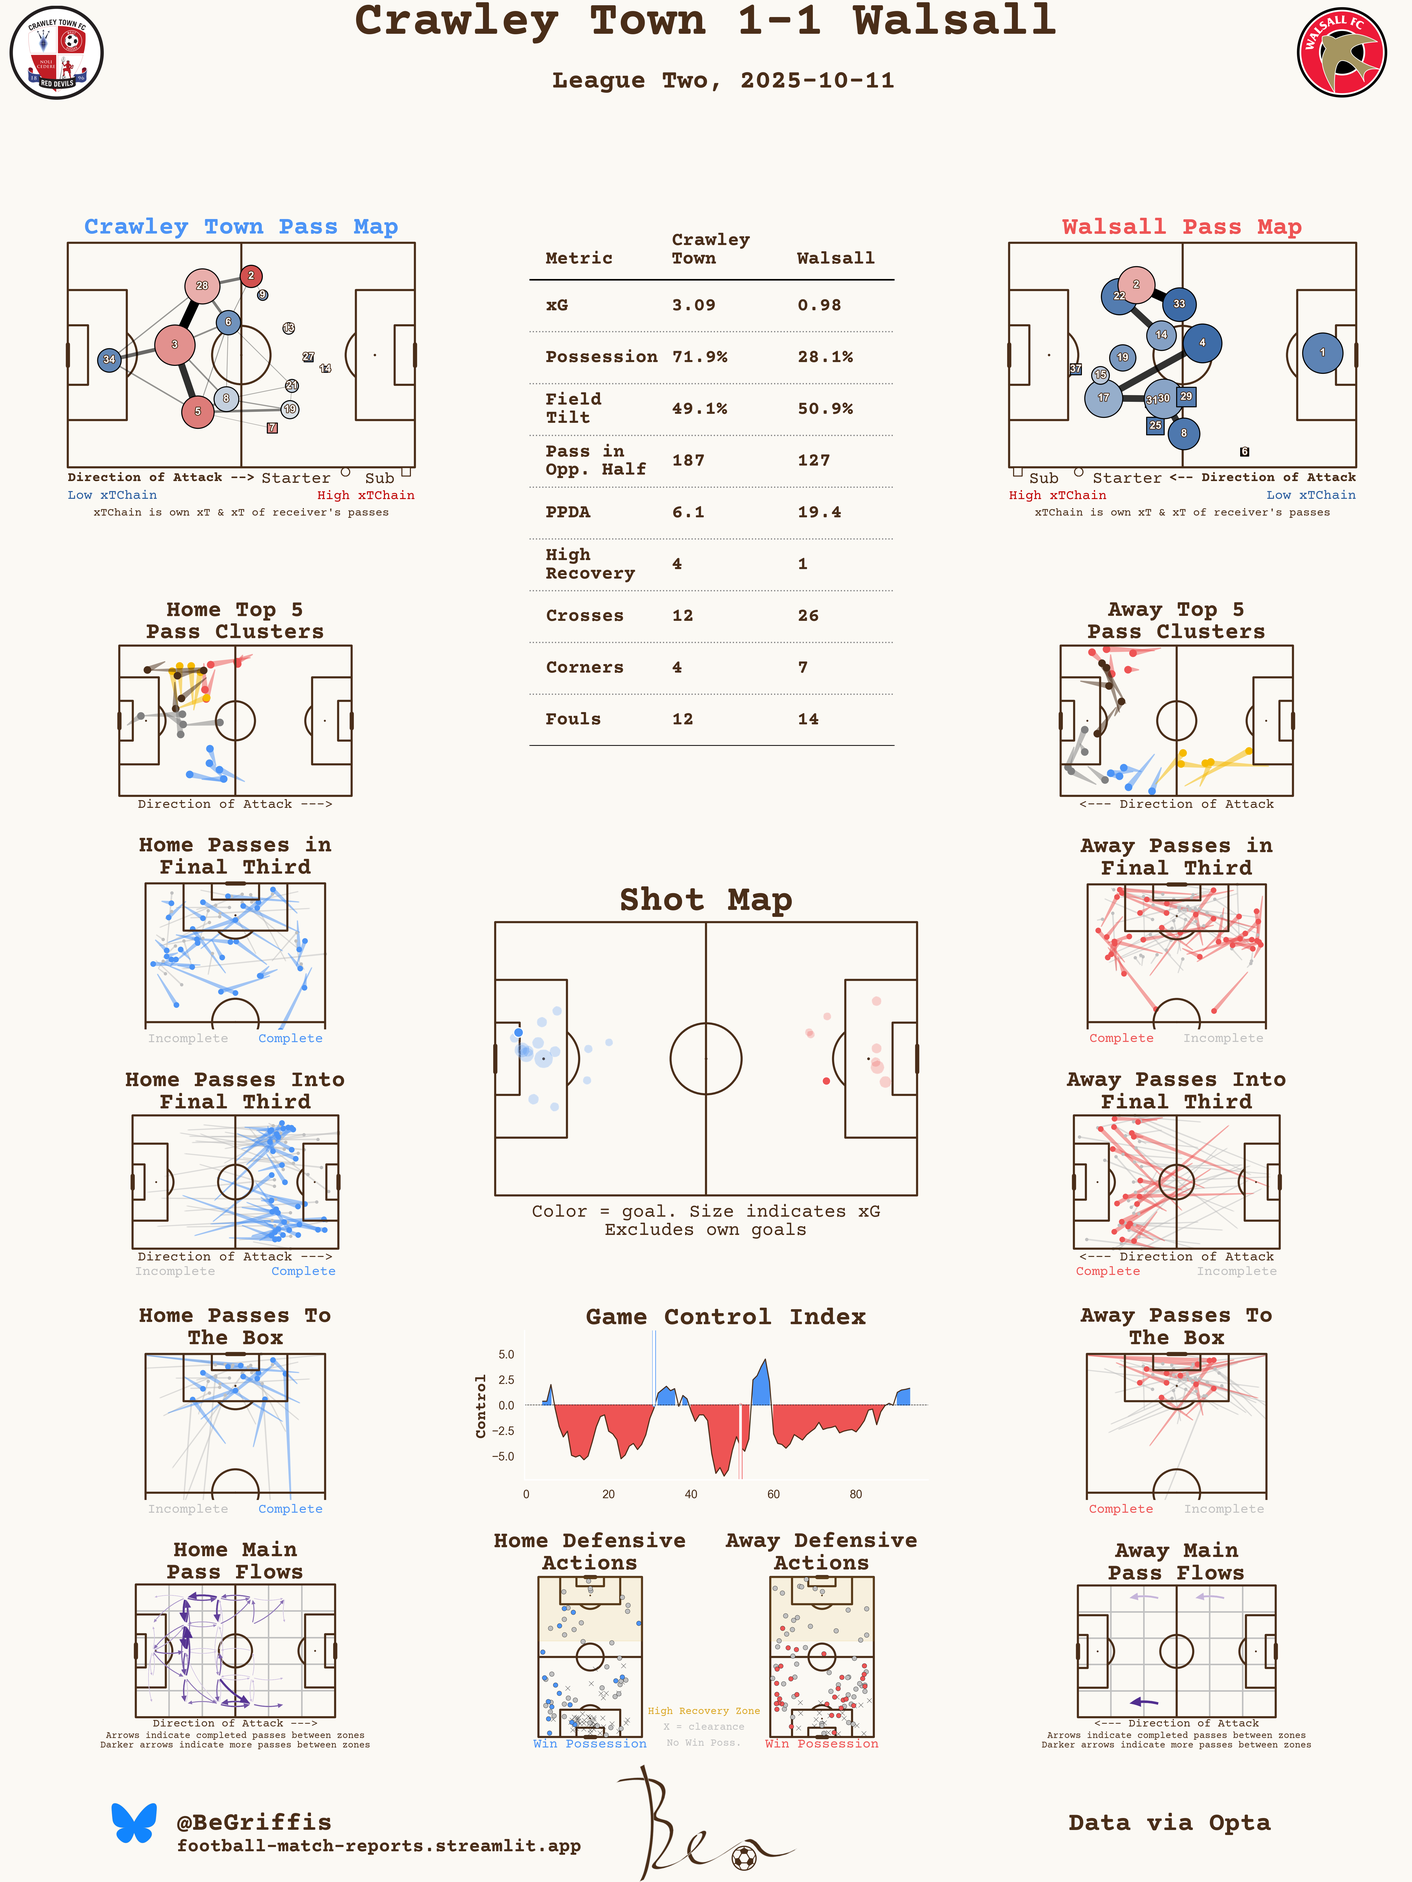 Crawley Town 1-1 Walsall
League Two, 2025-10-11
CRAWLEY TOWN FC
NOLI
CEDERE
18 96
RED DEVILS
WALSALL FC
Crawley Town Pass Map
28
2
9
6
13
3
34
27
14
21
8
19
5
7
Direction of Attack --> Starter Sub
Low xTChain High xTChain
xTChain is own xT & xT of receiver's passes
Metric Crawley Town Walsall
xG 3.09 0.98
Possession 71.9% 28.1%
Field Tilt 49.1% 50.9%
Pass in Opp. Half 187 127
PPDA 6.1 19.4
High Recovery 4 1
Crosses 12 26
Corners 4 7
Fouls 12 14
Walsall Pass Map
2
22
33
14
4
1
19
37
15
17
31
30
29
25
8
6
Sub Starter <-- Direction of Attack
High xTChain Low xTChain
xTChain is own xT & xT of receiver's passes
Home Top 5
Pass Clusters
Direction of Attack --->
Away Top 5
Pass Clusters
<--- Direction of Attack
Home Passes in
Final Third
Incomplete Complete
Away Passes in
Final Third
Complete Incomplete
Shot Map
Color = goal. Size indicates xG
Excludes own goals
Home Passes Into
Final Third
Direction of Attack --->
Incomplete Complete
Away Passes Into
Final Third
<--- Direction of Attack
Complete Incomplete
Home Passes To
The Box
Incomplete Complete
Game Control Index
Control
5.0
2.5
0.0
−2.5
−5.0
0 20 40 60 80
Away Passes To
The Box
Complete Incomplete
Home Main
Pass Flows
Direction of Attack --->
Arrows indicate completed passes between zones
Darker arrows indicate more passes between zones
Home Defensive
Actions
Win Possession
High Recovery Zone
X = clearance
No Win Poss.
Away Defensive
Actions
Win Possession
Away Main
Pass Flows
<--- Direction of Attack
Arrows indicate completed passes between zones
Darker arrows indicate more passes between zones
@BeGriffis
football-match-reports.streamlit.app
Ben
Data via Opta